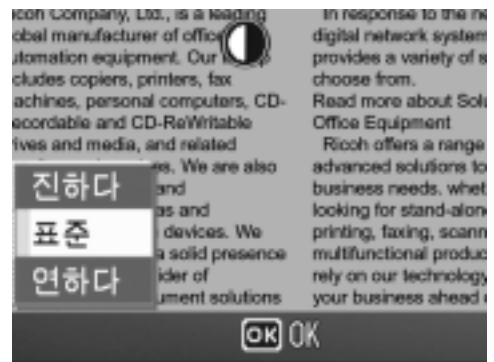 icoh Company, Ltd., is a leading
obal manufacturer of office
utomation equipment. Our
cludes copiers, printers, fax
achines, personal computers, CD-
ecordable and CD-ReWritable
ives and media, and related
es. We are also
and
as and
devices. We
a solid presence
ider of
ument solutions
In response to the ne
digital network system
provides a variety of s
choose from.
Read more about Solu
Office Equipment
Ricoh offers a range
advanced solutions to
business needs. whet
looking for stand-alon
printing, faxing, scann
multifunctional produc
rely on our technology
your business ahead
진하다
표준
연하다
OK OK